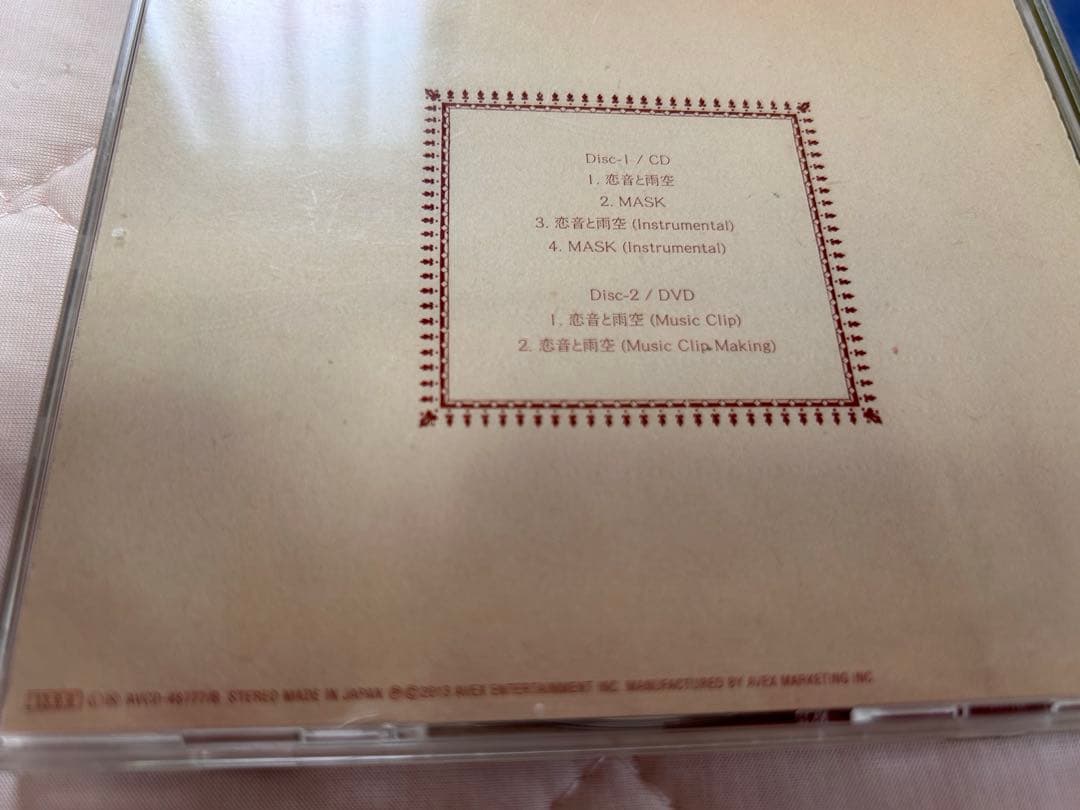 Disc-1 / CD
1. 恋音と雨空
2. MASK
3. 恋音と雨空 (Instrumental)
4. MASK (Instrumental)
Disc-2 / DVD
1. 恋音と雨空 (Music Clip)
2. 恋音と雨空 (Music Clip Making)
STEREO MADE IN JAPAN ℗©2013 AVEX ENTERTAINMENT INC. MANUFACTURED BY AVEX MARKETING INC.